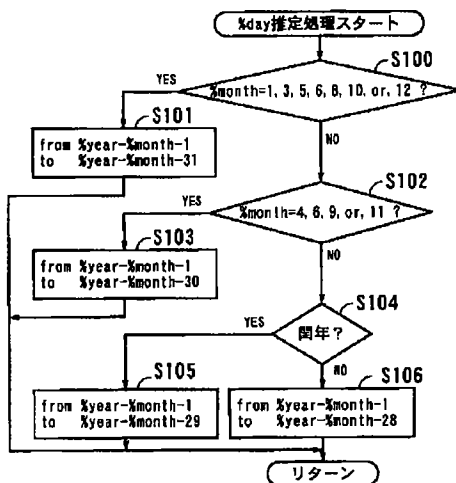 %day推定処理スタート
S100
%month=1, 3, 5, 6, 8, 10, or, 12 ?
YES
S101
from %year-%month-1
to %year-%month-31
NO
S102
%month=4, 6, 9, or, 11 ?
YES
S103
from %year-%month-1
to %year-%month-30
NO
S104
閏年?
YES
NO
S105
from %year-%month-1
to %year-%month-29
S106
from %year-%month-1
to %year-%month-28
リターン